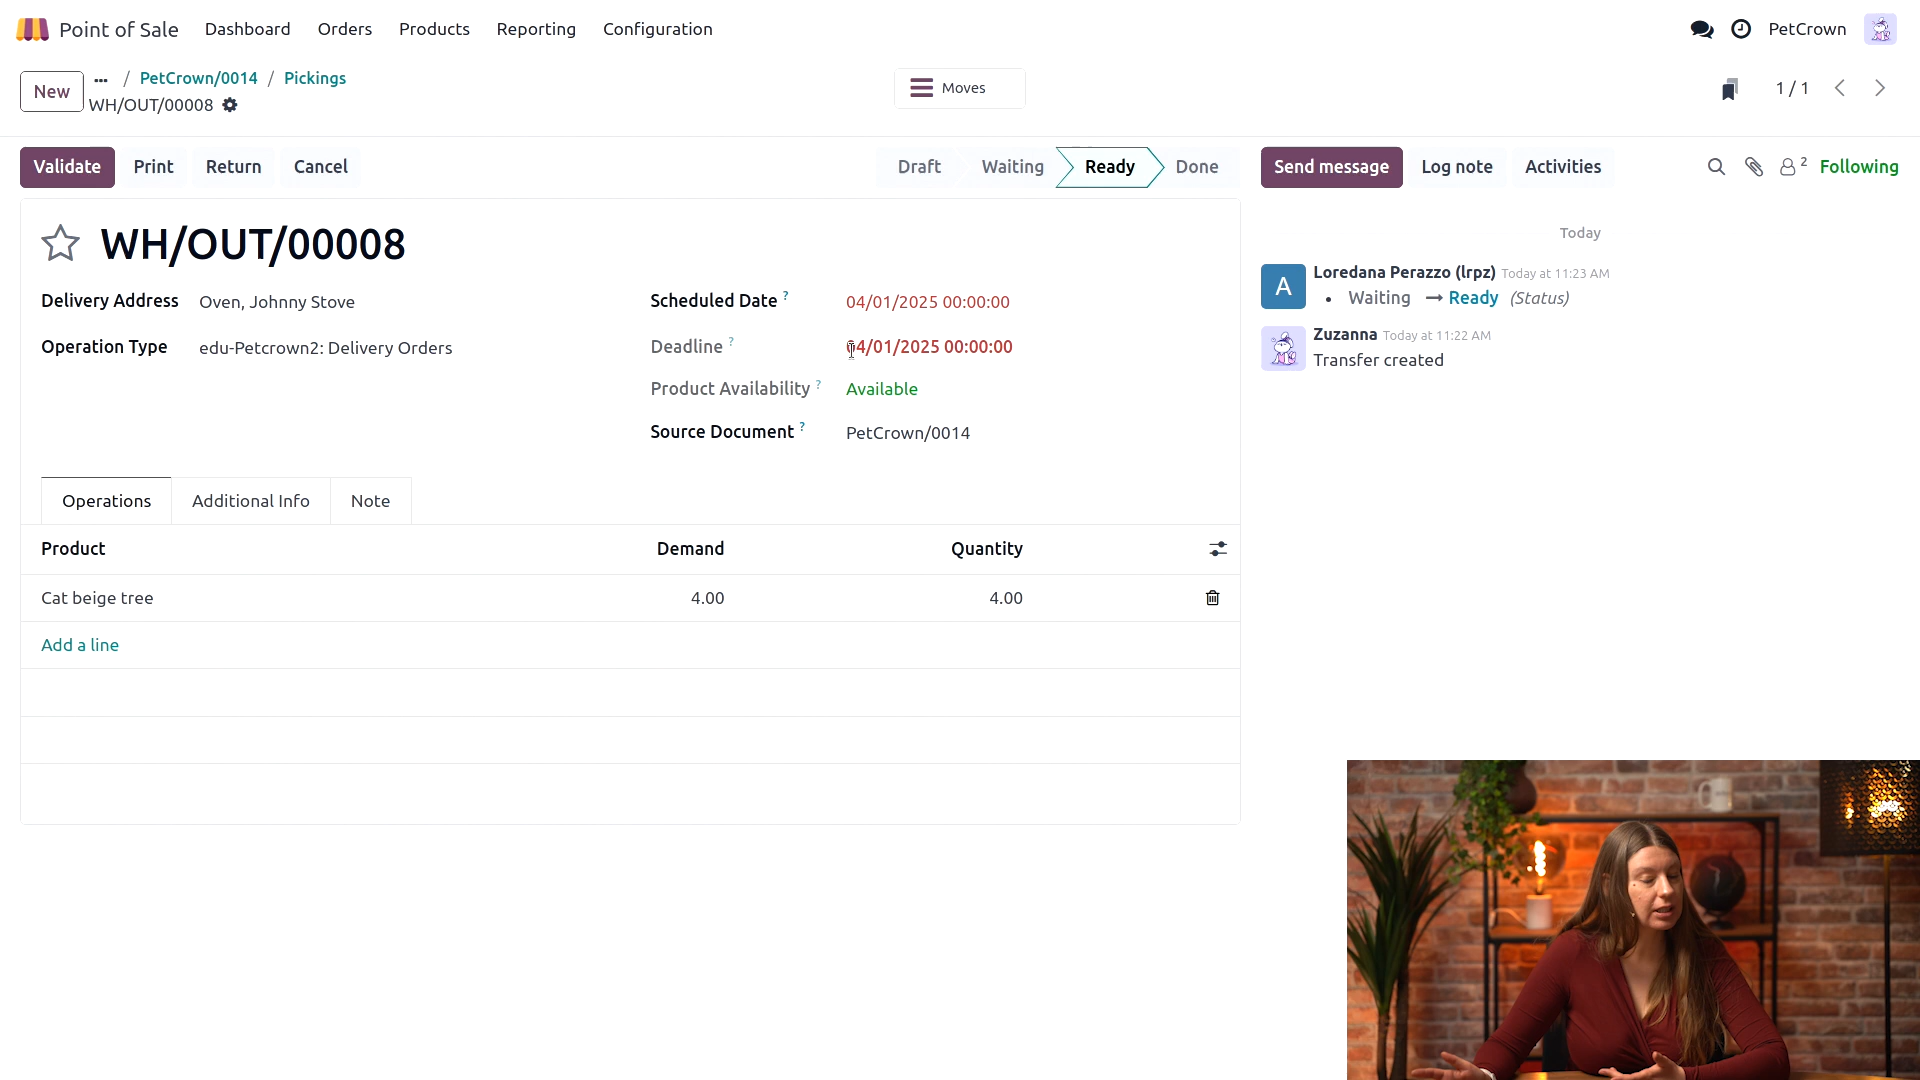 Point of Sale Dashboard Orders Products Reporting Configuration PetCrown
New ... / PetCrown/0014 / Pickings
WH/OUT/00008
Moves
1 / 1
Validate Print Return Cancel Draft Waiting Ready Done
Send message Log note Activities 2 Following
WH/OUT/00008
Delivery Address Oven, Johnny Stove
Operation Type edu-Petcrown2: Delivery Orders
Scheduled Date ? 04/01/2025 00:00:00
Deadline ? 04/01/2025 00:00:00
Product Availability ? Available
Source Document ? PetCrown/0014
Operations Additional Info Note
Product Demand Quantity
Cat beige tree 4.00 4.00
Add a line
Today
A
Loredana Perazzo (lrpz) Today at 11:23 AM
• Waiting → Ready (Status)
Zuzanna Today at 11:22 AM
Transfer created